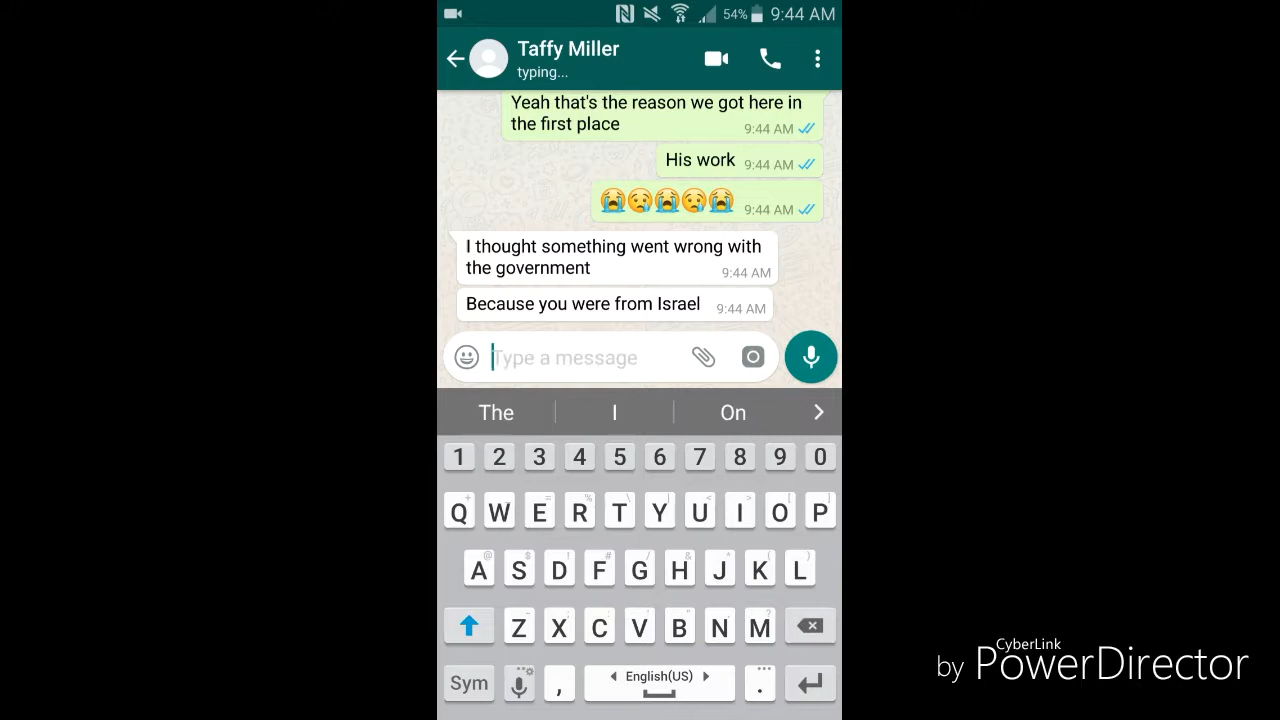 54% 9:44 AM
Taffy Miller
typing...
Yeah that's the reason we got here in
the first place
9:44 AM
His work 9:44 AM
9:44 AM
I thought something went wrong with
the government
9:44 AM
Because you were from Israel 9:44 AM
Type a message
The I On
1 2 3 4 5 6 7 8 9 0
Q W E R T Y U I O P
A S D F G H J K L
Z X C V B N M
Sym , English(US) .
CyberLink
by PowerDirector